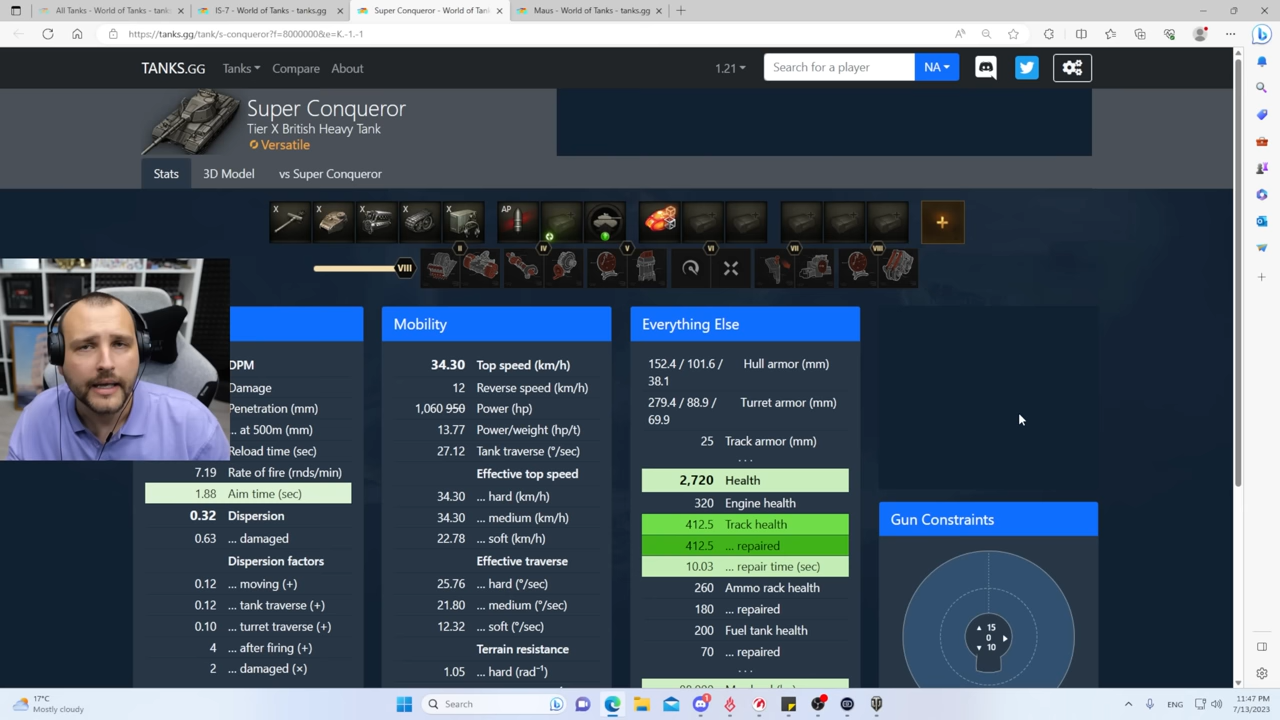 All Tanks - World of Tanks - tanks.
IS-7 - World of Tanks - tanks.gg
Super Conqueror - World of Tan
Maus - World of Tanks - tanks.gg
https://tanks.gg/tank/s-conqueror?f=8000000&e=K.-1.-1
TANKS.GG
Tanks
Compare
About
1.21
Search for a player
NA
Super Conqueror
Tier X British Heavy Tank
Versatile
Stats
3D Model
vs Super Conqueror
X X X X X AP
II IV V VI VII VIII
VIII
DPM
Damage
Penetration (mm)
... at 500m (mm)
Reload time (sec)
7.19 Rate of fire (rnds/min)
1.88 Aim time (sec)
0.32 Dispersion
0.63 ... damaged
Dispersion factors
0.12 ... moving (+)
0.12 ... tank traverse (+)
0.10 ... turret traverse (+)
4 ... after firing (+)
2 ... damaged (×)
Mobility
34.30 Top speed (km/h)
12 Reverse speed (km/h)
1,060 950 Power (hp)
13.77 Power/weight (hp/t)
27.12 Tank traverse (°/sec)
Effective top speed
34.30 ... hard (km/h)
34.30 ... medium (km/h)
22.78 ... soft (km/h)
Effective traverse
25.76 ... hard (°/sec)
21.80 ... medium (°/sec)
12.32 ... soft (°/sec)
Terrain resistance
1.05 ... hard (rad⁻¹)
Everything Else
152.4 / 101.6 / Hull armor (mm)
38.1
279.4 / 88.9 / Turret armor (mm)
69.9
25 Track armor (mm)
...
2,720 Health
320 Engine health
412.5 Track health
412.5 ... repaired
10.03 ... repair time (sec)
260 Ammo rack health
180 ... repaired
200 Fuel tank health
70 ... repaired
...
Gun Constraints
15
0
10
17°C
Mostly cloudy
Search
ENG
11:47 PM
7/13/2023